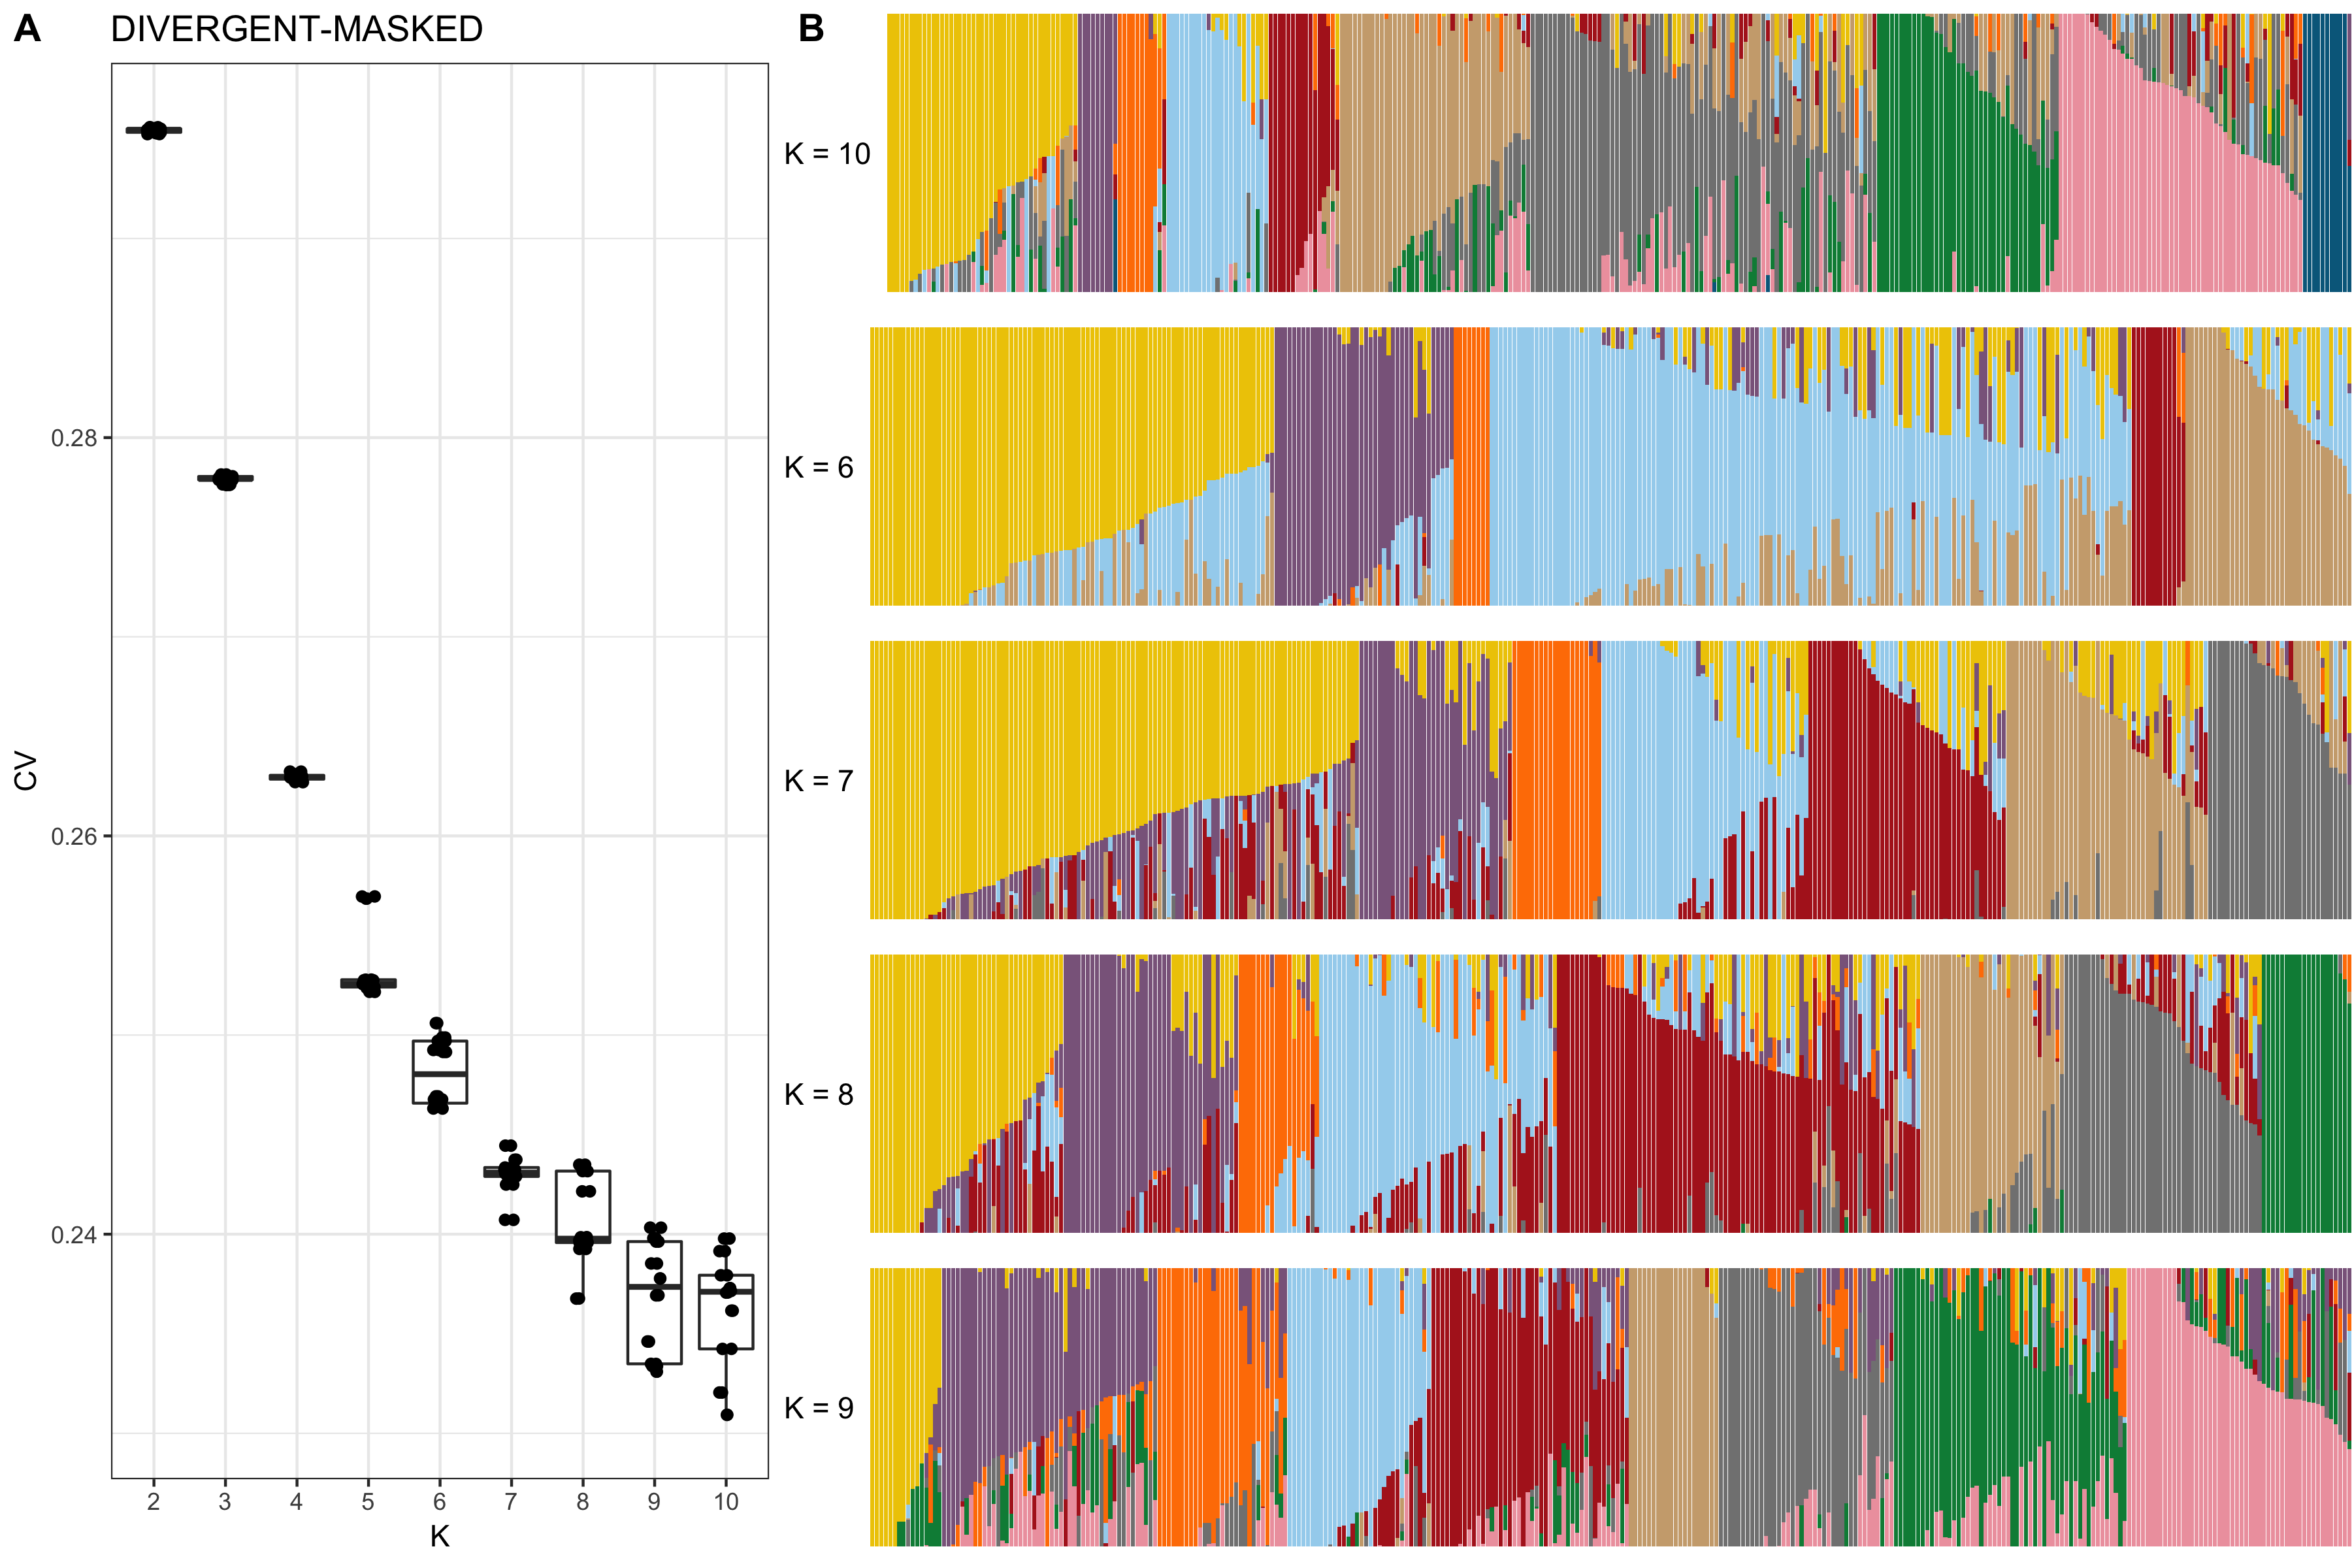 A DIVERGENT-MASKED
CV
0.28
0.26
0.24
2 3 4 5 6 7 8 9 10
K
B
K = 10
K = 6
K = 7
K = 8
K = 9